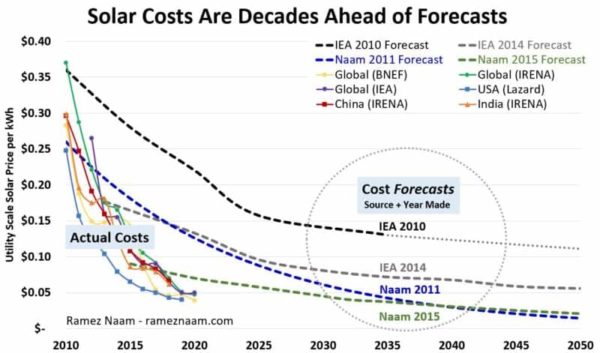 Solar Costs Are Decades Ahead of Forecasts
Utility Scale Solar Price per kWh
$0.40
$0.35
$0.30
$0.25
$0.20
$0.15
$0.10
$0.05
$-
IEA 2010 Forecast
IEA 2014 Forecast
Naam 2011 Forecast
Naam 2015 Forecast
Global (BNEF)
Global (IRENA)
Global (IEA)
USA (Lazard)
China (IRENA)
India (IRENA)
Cost Forecasts
Source + Year Made
IEA 2010
Actual Costs
IEA 2014
Naam 2011
Naam 2015
Ramez Naam - rameznaam.com
2010 2015 2020 2025 2030 2035 2040 2045 2050